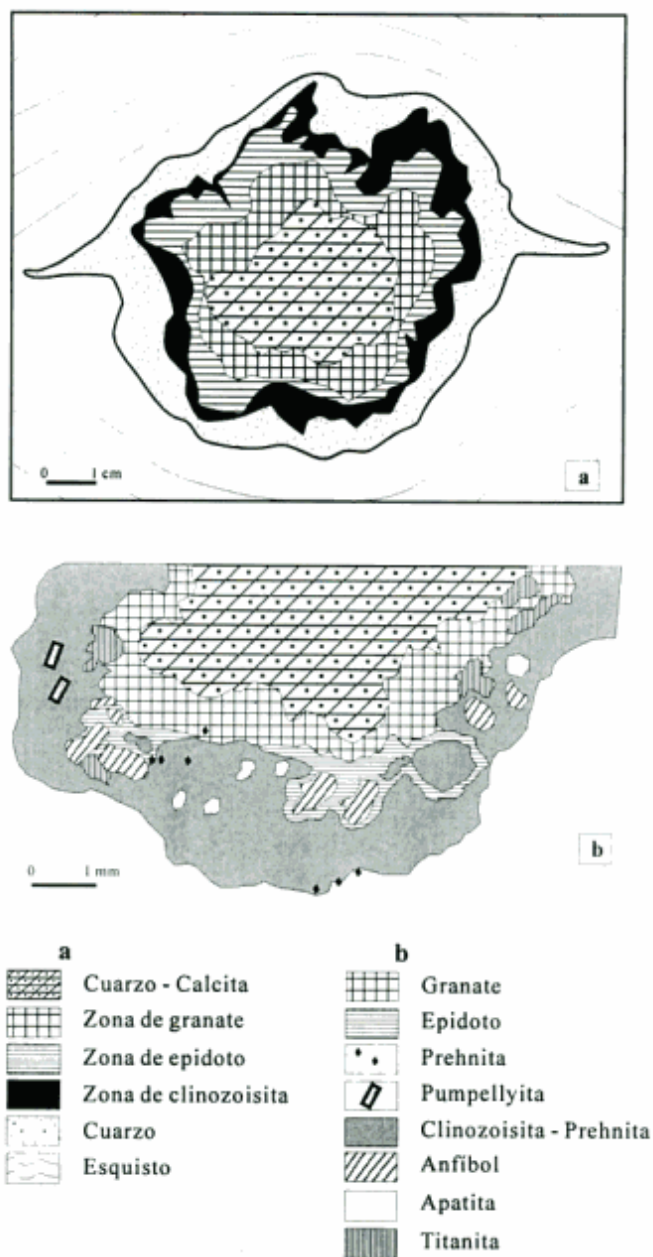 0 1 cm
a
b
0 1 mm
a
Cuarzo - Calcita
Zona de granate
Zona de epidoto
Zona de clinozoisita
Cuarzo
Esquisto
b
Granate
Epidoto
Prehnita
Pumpellyita
Clinozoisita - Prehnita
Anfíbol
Apatita
Titanita